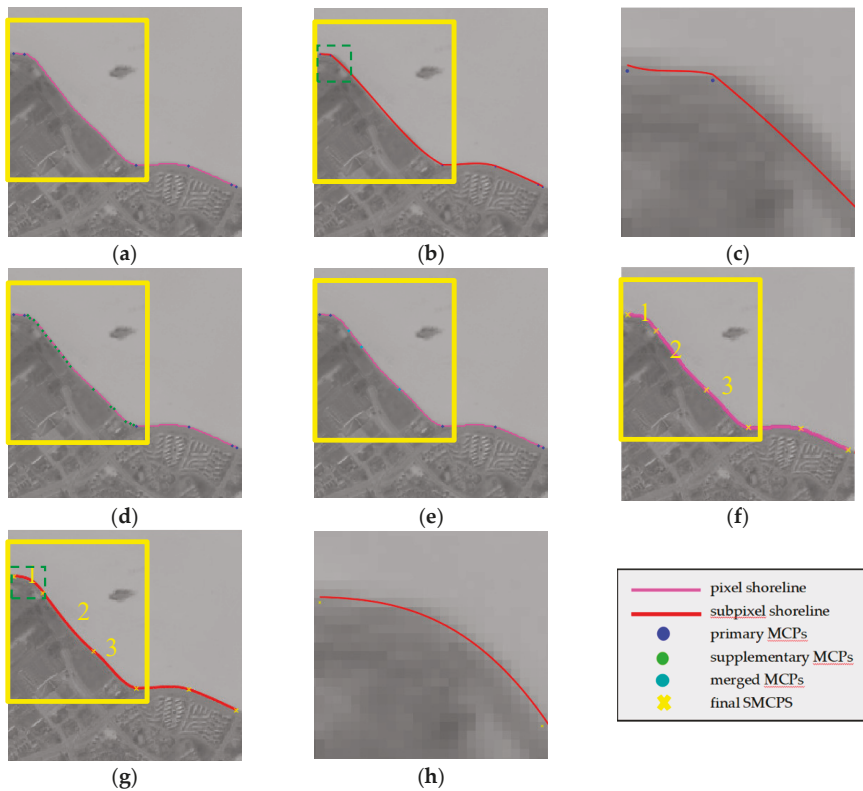 (a)
(b)
(c)
(d)
(e)
1
2
3
(f)
1
2
3
(g)
(h)
pixel shoreline
subpixel shoreline
primary MCPs
supplementary MCPs
merged MCPs
final SMCPS